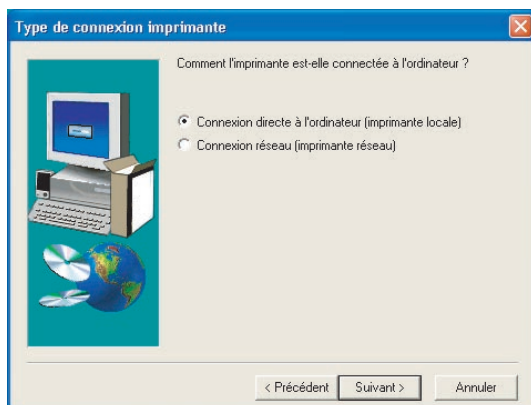 Type de connexion imprimante
Comment l'imprimante est-elle connectée à l'ordinateur ?
Connexion directe à l'ordinateur (imprimante locale)
Connexion réseau (imprimante réseau)
< Précédent Suivant > Annuler